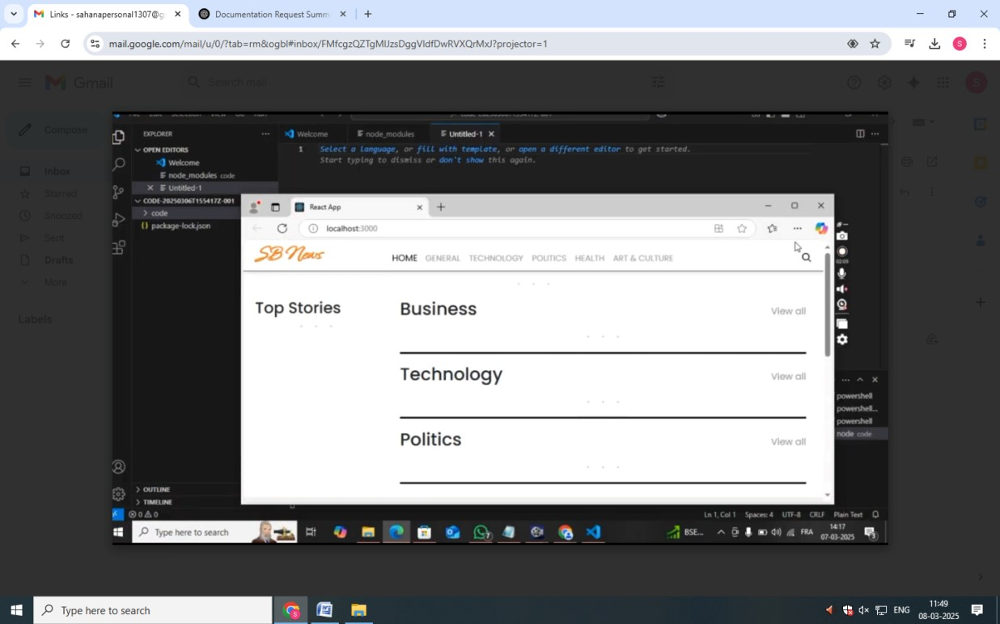 Links - sahanapersonal1307@g
Documentation Request Summ
mail.google.com/mail/u/0/?tab=rm&ogbl#inbox/FMfcgzQZTgMlJzsDggVldfDwRVXQrMxJ?projector=1
S
Gmail
Search mail
S
Compose
Inbox
Starred
Snoozed
Sent
Drafts
More
Labels
EXPLORER
OPEN EDITORS
Welcome
node_modules code
Untitled-1
CODE-20250306T155417Z-001
code
package-lock.json
OUTLINE
TIMELINE
Welcome
node_modules
Untitled-1
1 Select a language, or fill with template, or open a different editor to get started.
Start typing to dismiss or don't show this again.
React App
localhost:3000
SB News
HOME GENERAL TECHNOLOGY POLITICS HEALTH ART & CULTURE
Top Stories
Business View all
Technology View all
Politics View all
02:05
powershell
powershell...
powershell
node code
0 0
Ln 1, Col 1 Spaces: 4 UTF-8 CRLF Plain Text
Type here to search
7
BSE...
FRA
14:17
07-03-2025
3
Type here to search
ENG
11:49
08-03-2025